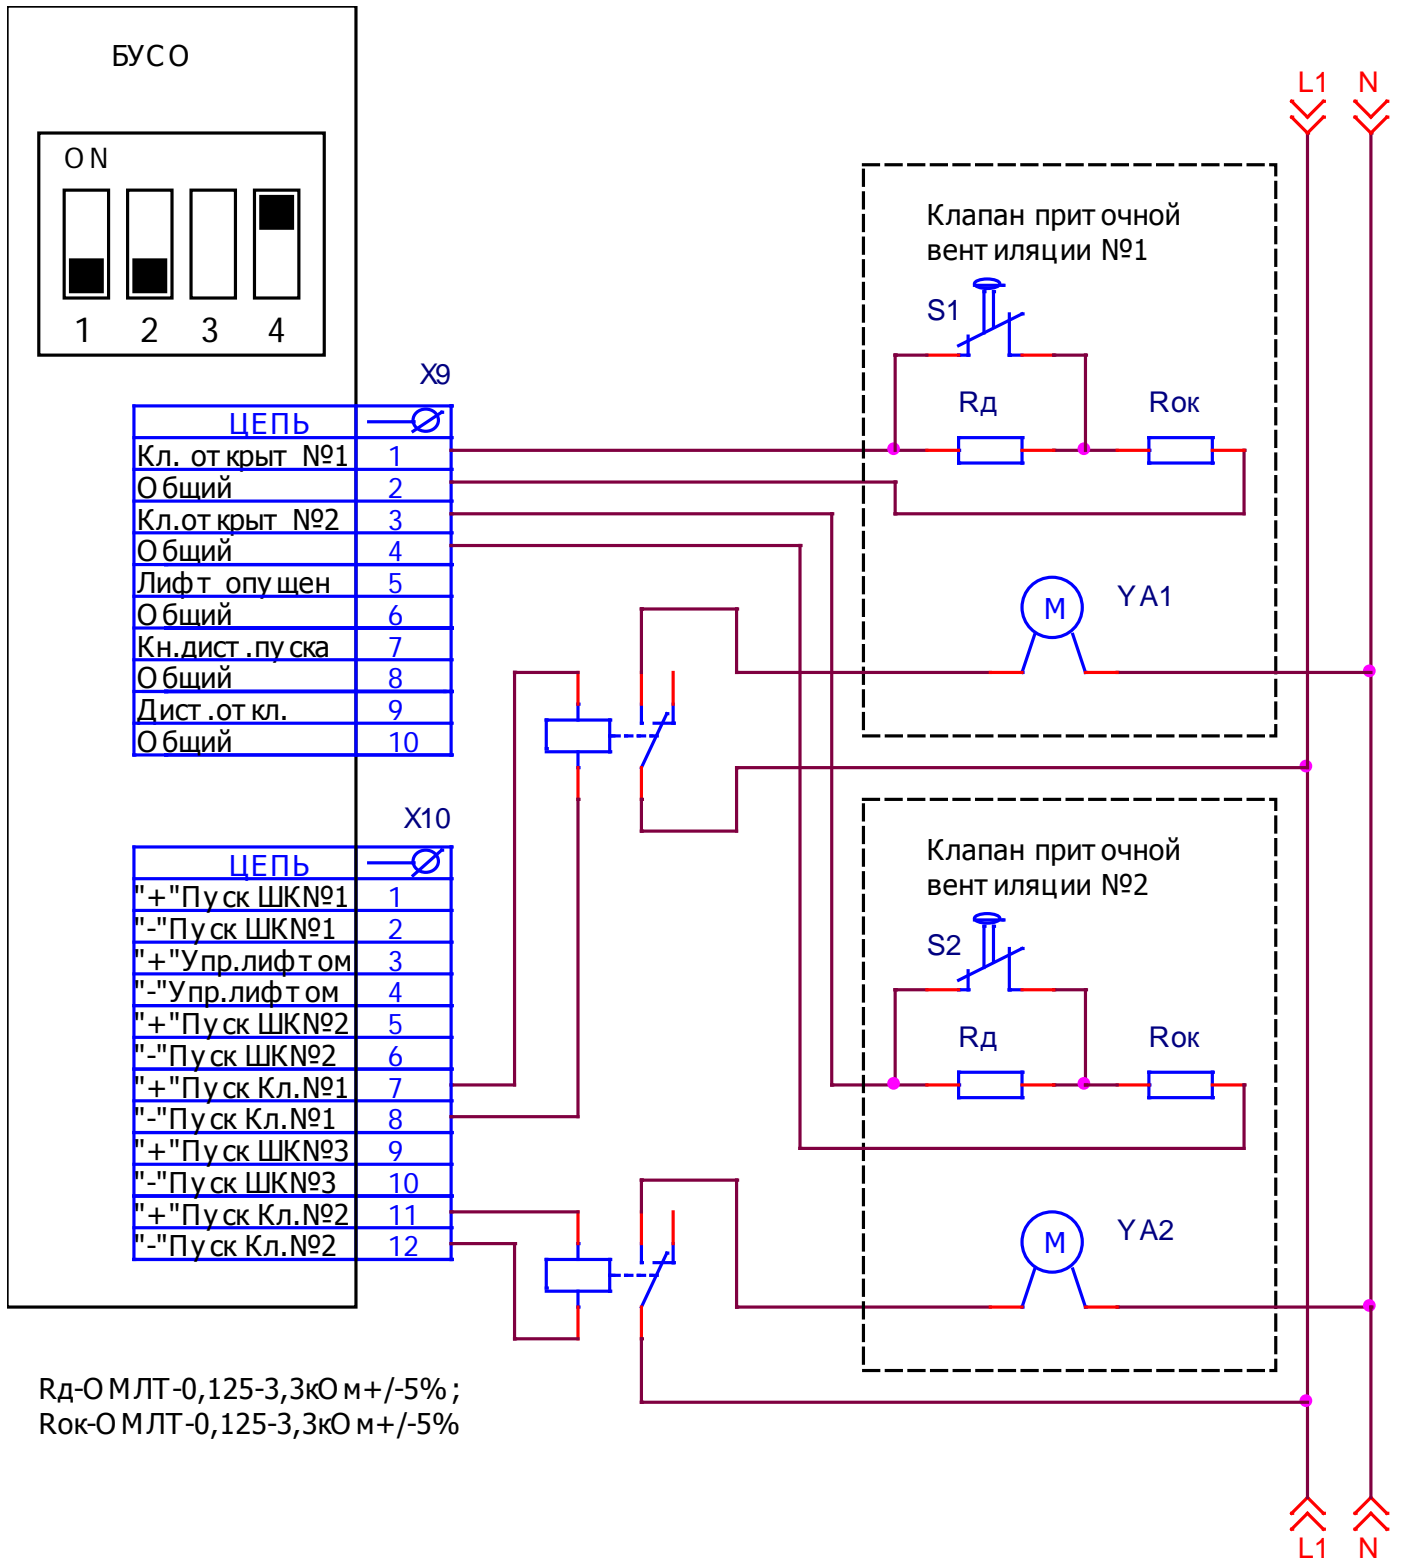 БУСО
L1 N
ON
1 2 3 4
Клапан приточной
вентиляции №1
S1
X9
Rд Rок
ЦЕПЬ
Кл. открыт №1 1
Общий 2
Кл.открыт №2 3
Общий 4
Лифт опущен 5
Общий 6
Кн.дист.пуска 7
Общий 8
Дист.откл. 9
Общий 10
M YA1
X10
ЦЕПЬ
"+"Пуск ШК№1 1
"-"Пуск ШК№1 2
"+"Упр.лифтом 3
"-"Упр.лифтом 4
"+"Пуск ШК№2 5
"-"Пуск ШК№2 6
"+"Пуск Кл.№1 7
"-"Пуск Кл.№1 8
"+"Пуск ШК№3 9
"-"Пуск ШК№3 10
"+"Пуск Кл.№2 11
"-"Пуск Кл.№2 12
Клапан приточной
вентиляции №2
S2
Rд Rок
M YA2
Rд-ОМЛТ-0,125-3,3кОм+/-5%;
Rок-ОМЛТ-0,125-3,3кОм+/-5%
L1 N